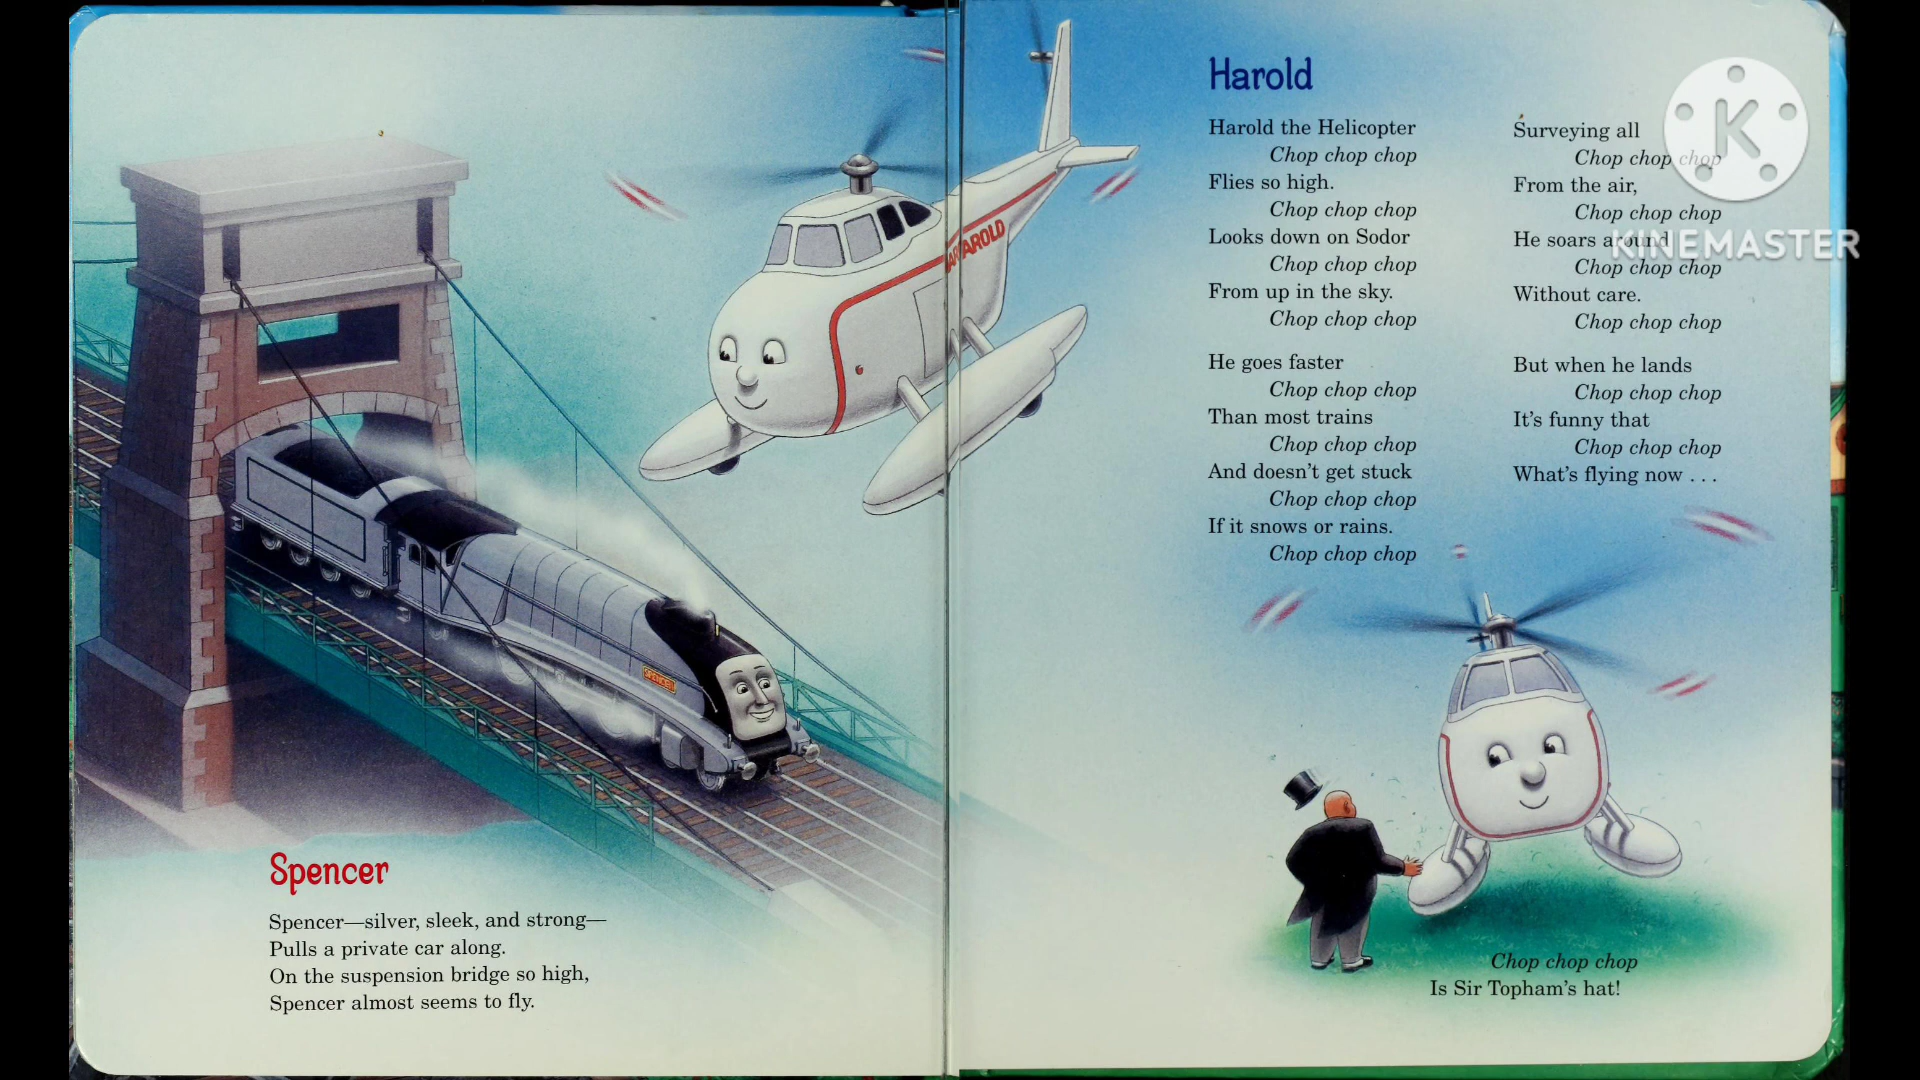 Spencer
Spencer—silver, sleek, and strong—
Pulls a private car along.
On the suspension bridge so high,
Spencer almost seems to fly.
SPENCER
HAROLD
Harold
Harold the Helicopter
Chop chop chop
Flies so high.
Chop chop chop
Looks down on Sodor
Chop chop chop
From up in the sky.
Chop chop chop
He goes faster
Chop chop chop
Than most trains
Chop chop chop
And doesn't get stuck
Chop chop chop
If it snows or rains.
Chop chop chop
Surveying all
Chop chop chop
From the air,
Chop chop chop
He soars around
Chop chop chop
Without care.
Chop chop chop
But when he lands
Chop chop chop
It's funny that
Chop chop chop
What's flying now . . .
Chop chop chop
Is Sir Topham's hat!
K
KINEMASTER